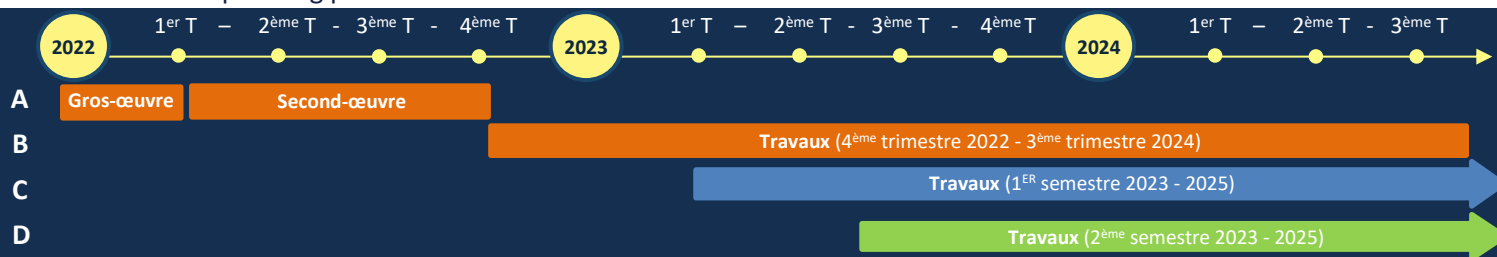 2022 1er T – 2ème T - 3ème T - 4ème T 2023 1er T – 2ème T - 3ème T - 4ème T 2024 1er T – 2ème T - 3ème T
A Gros-œuvre Second-œuvre
B Travaux (4ème trimestre 2022 - 3ème trimestre 2024)
C Travaux (1ER semestre 2023 - 2025)
D Travaux (2ème semestre 2023 - 2025)